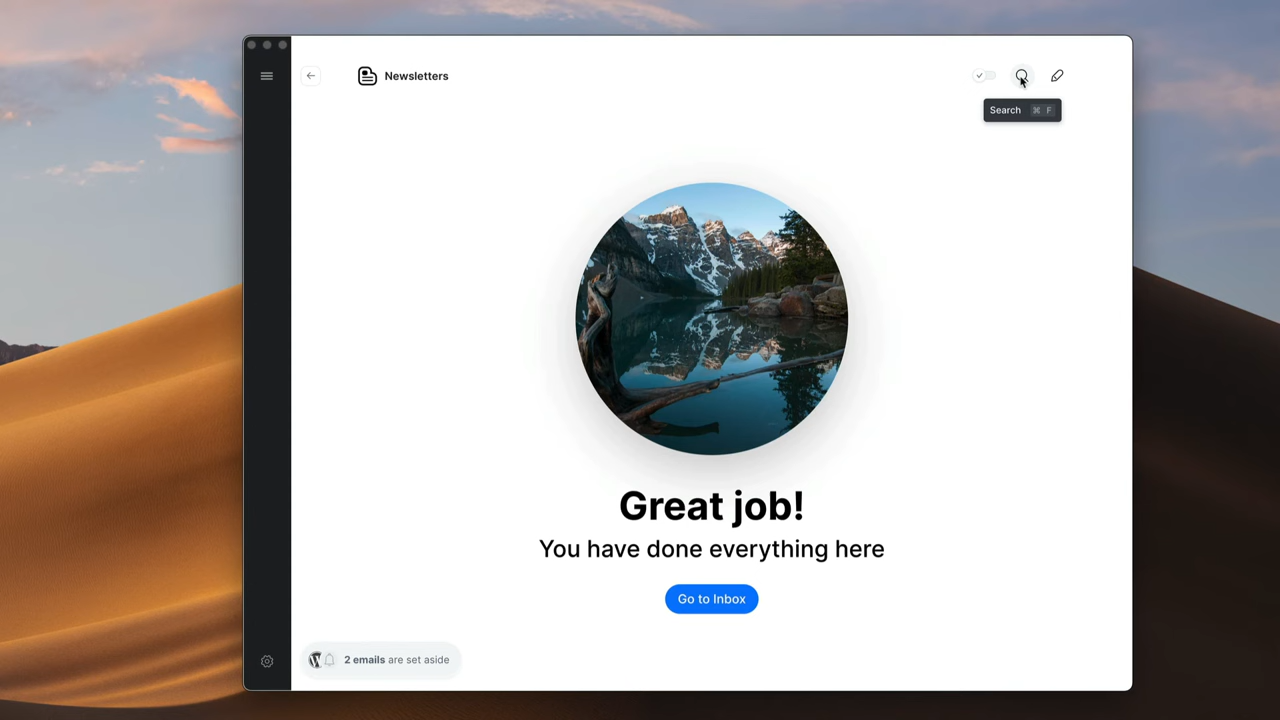 Newsletters
Search ⌘ F
Great job!
You have done everything here
Go to Inbox
2 emails are set aside